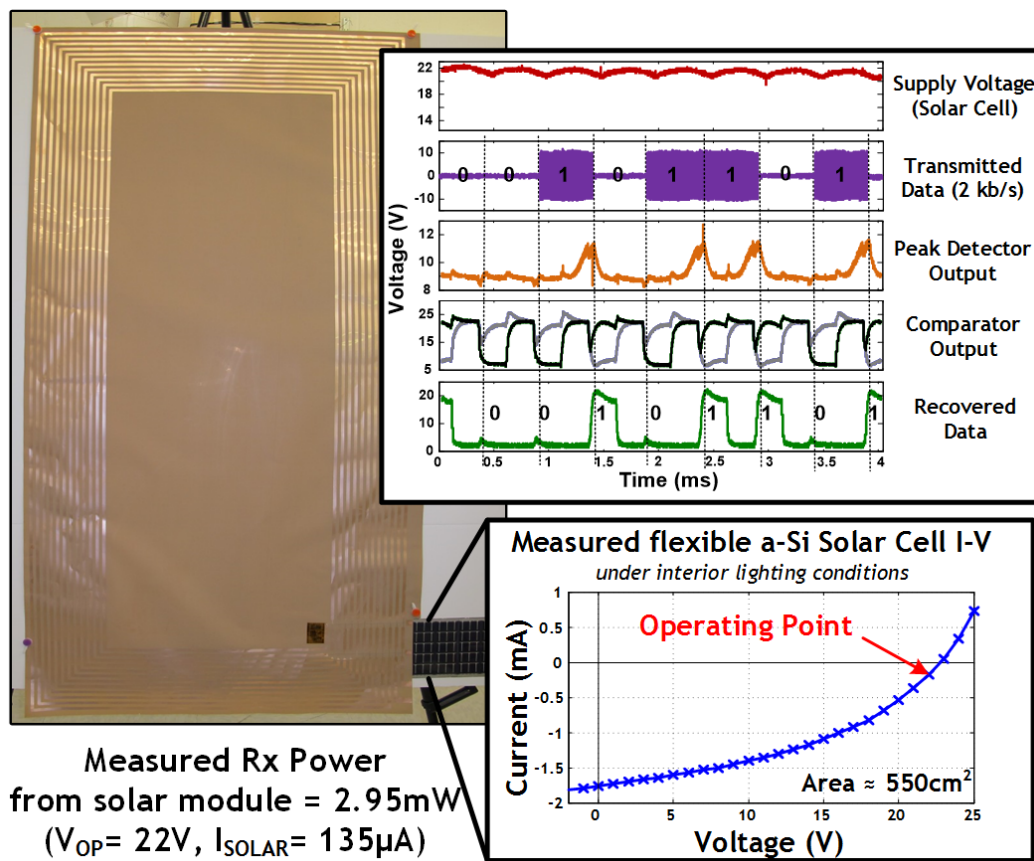 22
18
14
Supply Voltage
(Solar Cell)
10
0
-10
0 0 1 0 1 1 0 1
Transmitted
Data (2 kb/s)
Voltage (V)
12
10
8
Peak Detector
Output
25
15
5
Comparator
Output
20
10
0
0 0 1 0 1 1 0 1
Recovered
Data
0 0.5 1 1.5 2 2.5 3 3.5 4
Time (ms)
Measured flexible a-Si Solar Cell I-V
under interior lighting conditions
1
0.5
0
-0.5
-1
-1.5
-2
Current (mA)
Operating Point
Area ≈ 550cm²
0 5 10 15 20 25
Voltage (V)
Measured Rx Power
from solar module = 2.95mW
(V_OP= 22V, I_SOLAR= 135µA)